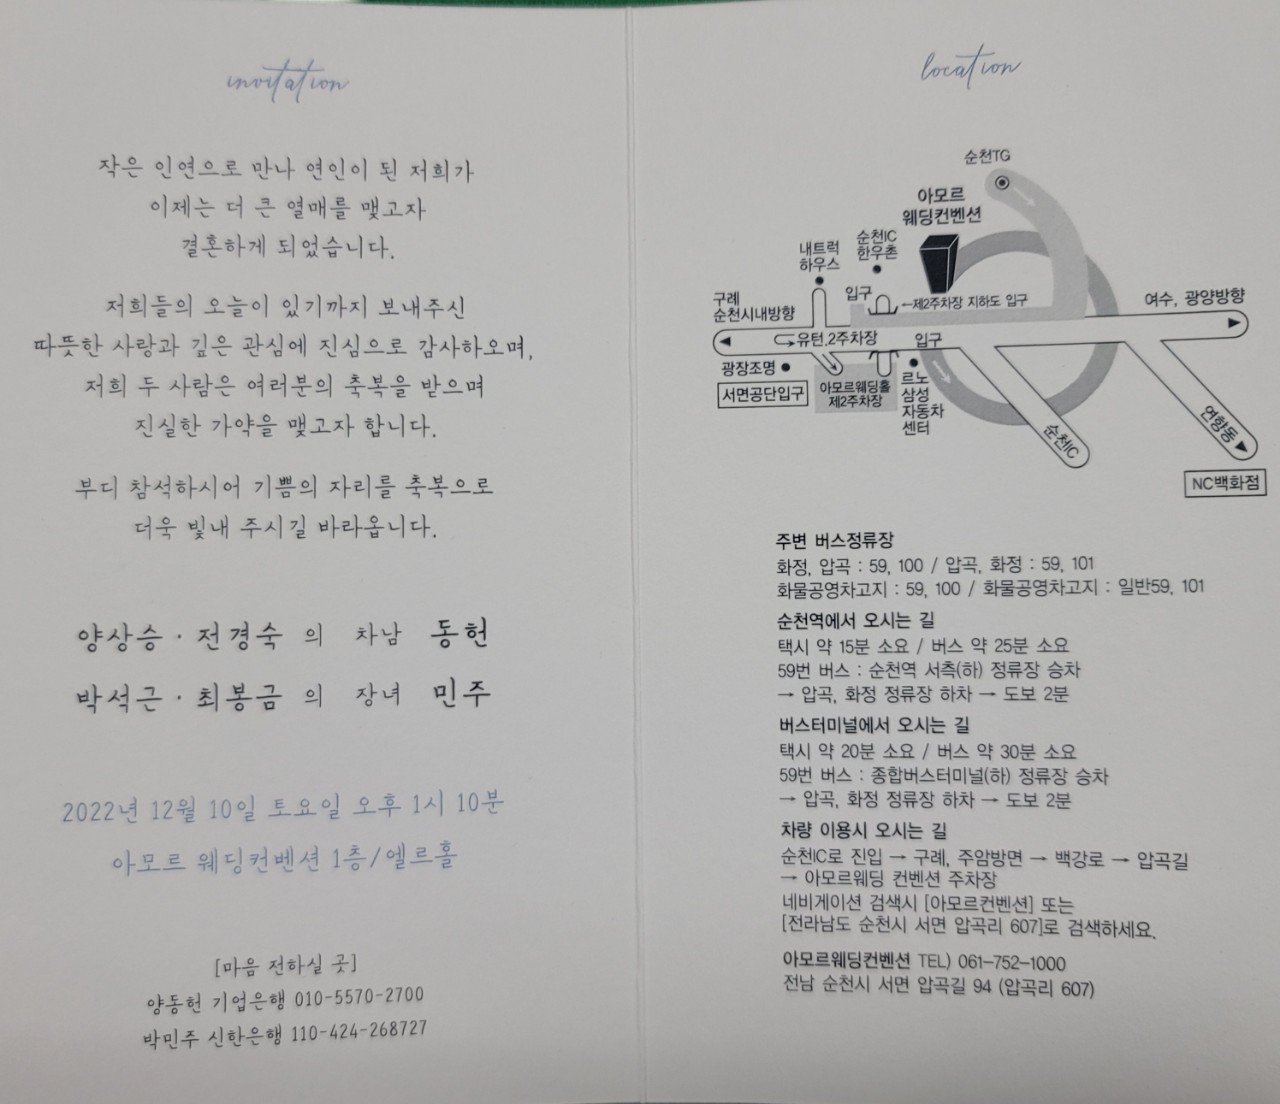 invitation
작은 인연으로 만나 연인이 된 저희가
이제는 더 큰 열매를 맺고자
결혼하게 되었습니다.
저희들의 오늘이 있기까지 보내주신
따뜻한 사랑과 깊은 관심에 진심으로 감사하오며,
저희 두 사람은 여러분의 축복을 받으며
진실한 가약을 맺고자 합니다.
부디 참석하시어 기쁨의 자리를 축복으로
더욱 빛내 주시길 바라옵니다.
양상승 · 전경숙 의 차남 동헌
박석근 · 최봉금 의 장녀 민주
2022년 12월 10일 토요일 오후 1시 10분
아모르 웨딩컨벤션 1층/엘르홀
[마음 전하실 곳]
양동헌 기업은행 010-5570-2700
박민주 신한은행 110-424-268727
location
순천TG
아모르
웨딩컨벤션
순천IC
한우촌
내트럭
하우스
구례
순천시내방향
입구
←제2주차장 지하도 입구
여수, 광양방향
유턴,2주차장
입구
광장조명
서면공단입구
아모르웨딩홀
제2주차장
르노
삼성
자동차
센터
순천IC
연향동
NC백화점
주변 버스정류장
화정, 압곡 : 59, 100 / 압곡, 화정 : 59, 101
화물공영차고지 : 59, 100 / 화물공영차고지 : 일반59, 101
순천역에서 오시는 길
택시 약 15분 소요 / 버스 약 25분 소요
59번 버스 : 순천역 서측(하) 정류장 승차
→ 압곡, 화정 정류장 하차 → 도보 2분
버스터미널에서 오시는 길
택시 약 20분 소요 / 버스 약 30분 소요
59번 버스 : 종합버스터미널(하) 정류장 승차
→ 압곡, 화정 정류장 하차 → 도보 2분
차량 이용시 오시는 길
순천IC로 진입 → 구례, 주암방면 → 백강로 → 압곡길
→ 아모르웨딩 컨벤션 주차장
네비게이션 검색시 [아모르컨벤션] 또는
[전라남도 순천시 서면 압곡리 607]로 검색하세요.
아모르웨딩컨벤션 TEL) 061-752-1000
전남 순천시 서면 압곡길 94 (압곡리 607)